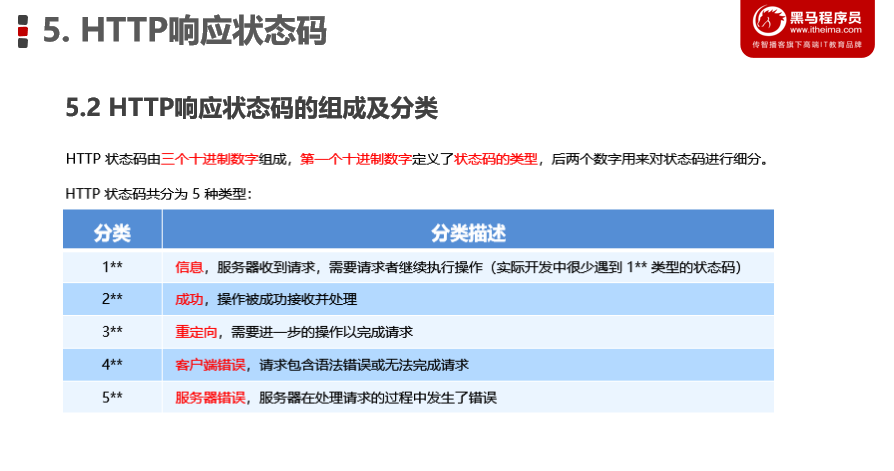 5. HTTP响应状态码
黑马程序员
www.itheima.com
传智播客旗下高端IT教育品牌
5.2 HTTP响应状态码的组成及分类
HTTP 状态码由三个十进制数字组成，第一个十进制数字定义了状态码的类型，后两个数字用来对状态码进行细分。
HTTP 状态码共分为 5 种类型：
分类 分类描述
1** 信息，服务器收到请求，需要请求者继续执行操作（实际开发中很少遇到 1** 类型的状态码）
2** 成功，操作被成功接收并处理
3** 重定向，需要进一步的操作以完成请求
4** 客户端错误，请求包含语法错误或无法完成请求
5** 服务器错误，服务器在处理请求的过程中发生了错误